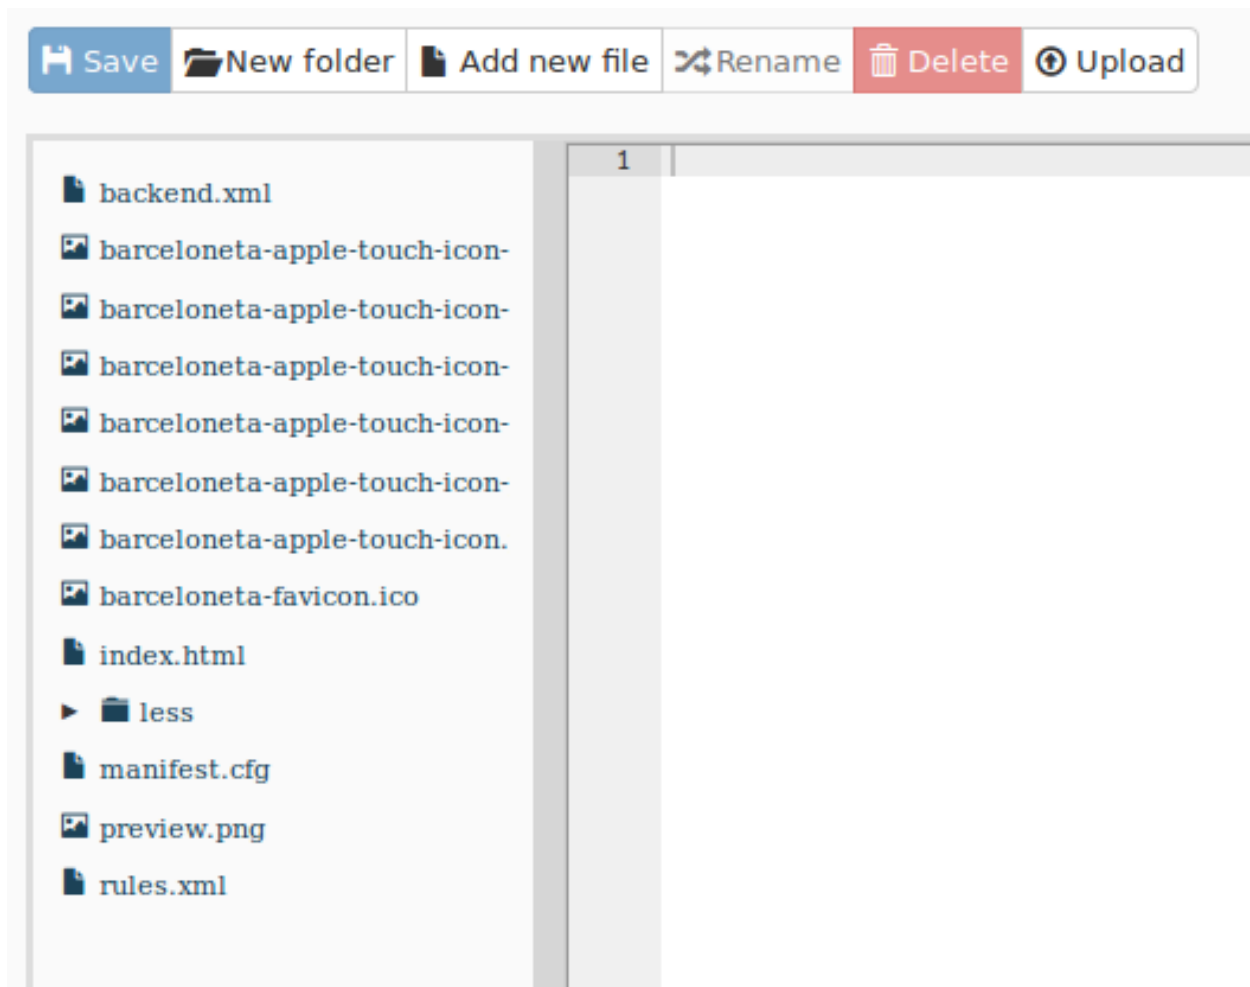 Save New folder Add new file Rename Delete Upload
1
backend.xml
barceloneta-apple-touch-icon-
barceloneta-apple-touch-icon-
barceloneta-apple-touch-icon-
barceloneta-apple-touch-icon-
barceloneta-apple-touch-icon-
barceloneta-apple-touch-icon.
barceloneta-favicon.ico
index.html
less
manifest.cfg
preview.png
rules.xml